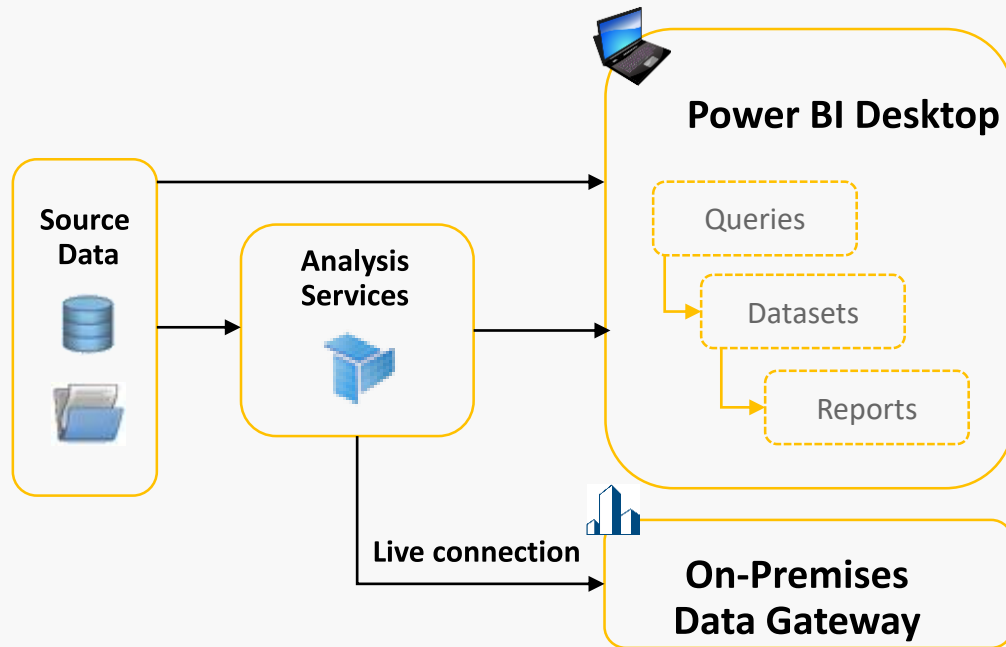 Power BI Desktop
Source
Data
Queries
Analysis
Services
Datasets
Reports
Live connection
On-Premises
Data Gateway